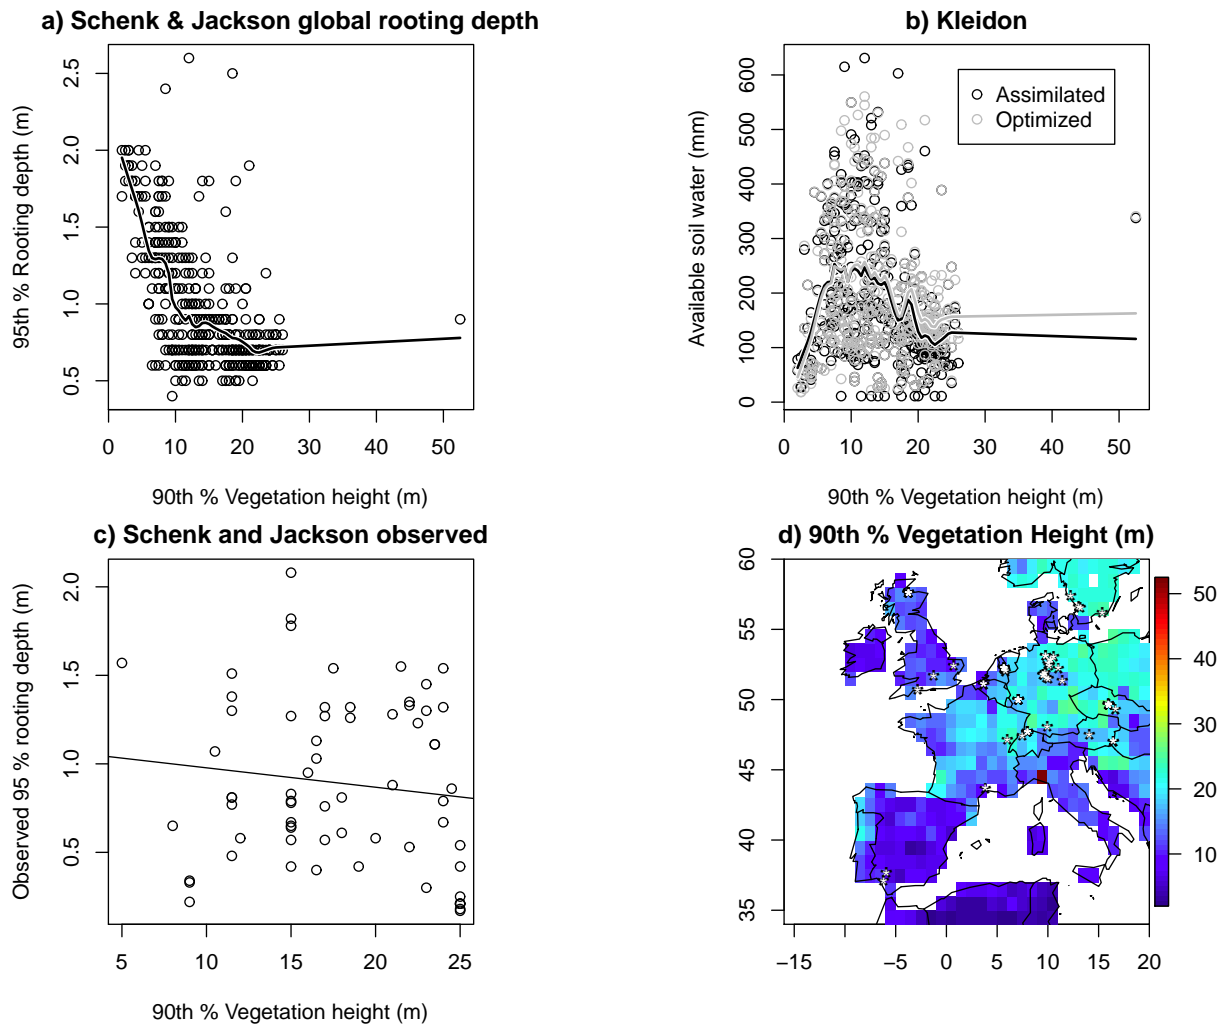 a) Schenk & Jackson global rooting depth
95th % Rooting depth (m)
2.5
2.0
1.5
1.0
0.5
0 10 20 30 40 50
90th % Vegetation height (m)
b) Kleidon
Available soil water (mm)
600
500
400
300
200
100
0
Assimilated
Optimized
0 10 20 30 40 50
90th % Vegetation height (m)
c) Schenk and Jackson observed
Observed 95 % rooting depth (m)
2.0
1.5
1.0
0.5
5 10 15 20 25
90th % Vegetation height (m)
d) 90th % Vegetation Height (m)
60
55
50
45
40
35
−15 −5 0 5 10 15 20
50
40
30
20
10